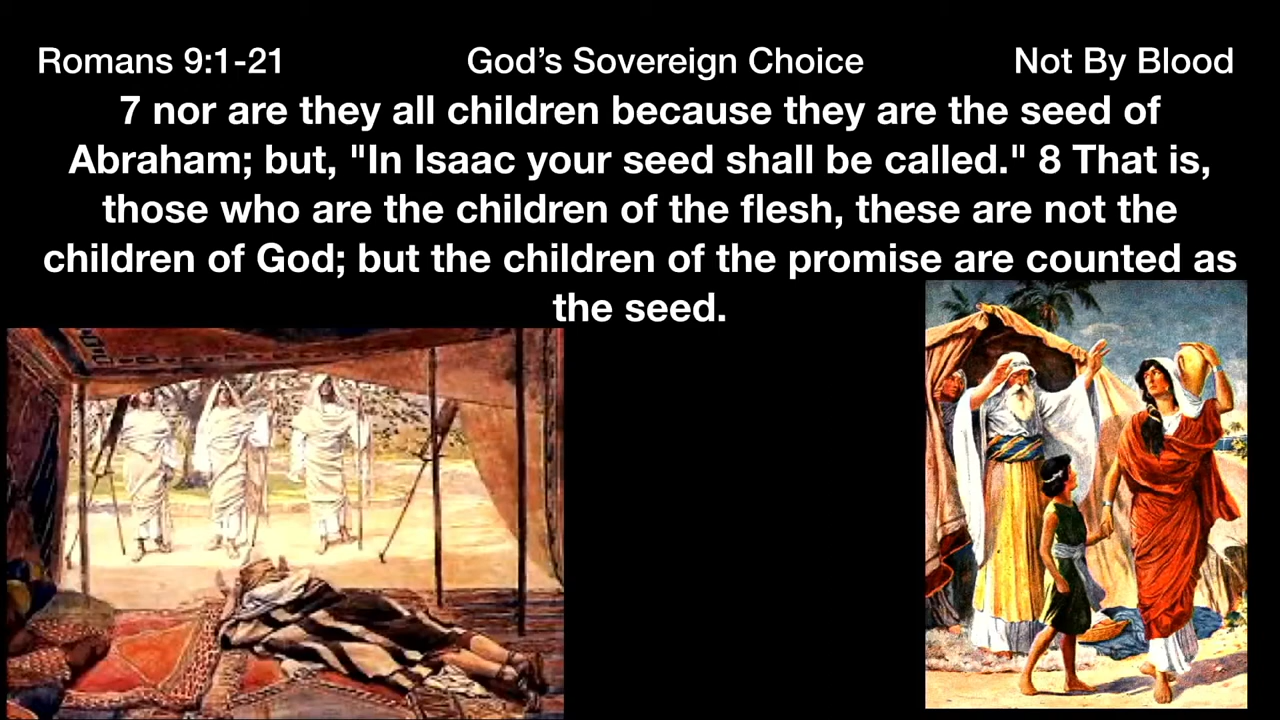 Romans 9:1-21 God’s Sovereign Choice Not By Blood
7 nor are they all children because they are the seed of
Abraham; but, "In Isaac your seed shall be called." 8 That is,
those who are the children of the flesh, these are not the
children of God; but the children of the promise are counted as
the seed.